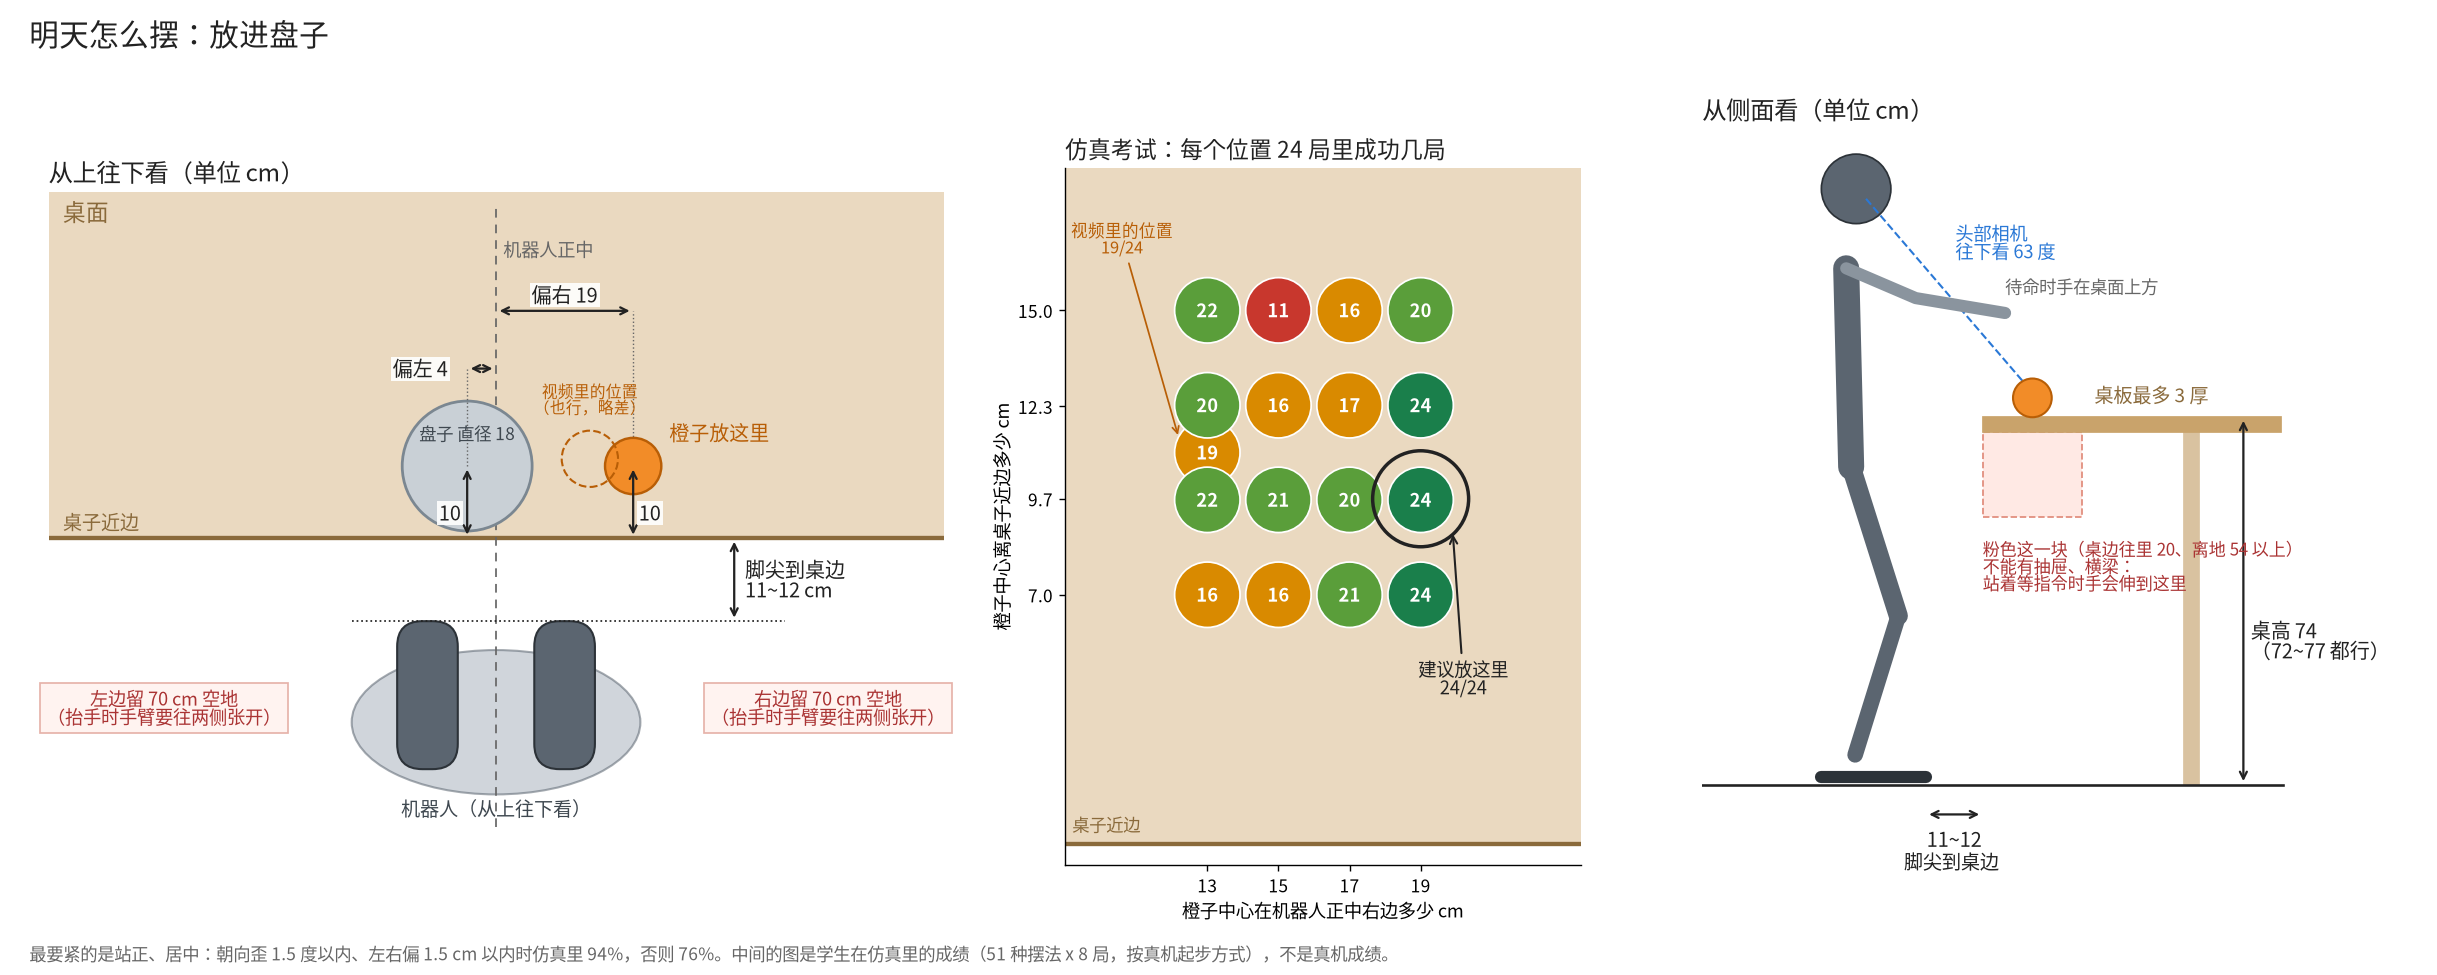 明天怎么摆：放进盘子
从上往下看（单位 cm）
桌面
机器人正中
偏右 19
偏左 4
视频里的位置
（也行，略差）
盘子 直径 18
橙子放这里
10
10
桌子近边
脚尖到桌边
11~12 cm
左边留 70 cm 空地
（抬手时手臂要往两侧张开）
右边留 70 cm 空地
（抬手时手臂要往两侧张开）
机器人（从上往下看）
仿真考试：每个位置 24 局里成功几局
视频里的位置
19/24
橙子中心离桌子近边多少 cm
15.0
22 11 16 20
12.3
20 16 17 24
19
9.7
22 21 20 24
7.0
16 16 21 24
建议放这里
24/24
桌子近边
13 15 17 19
橙子中心在机器人正中右边多少 cm
从侧面看（单位 cm）
头部相机
往下看 63 度
待命时手在桌面上方
桌板最多 3 厚
粉色这一块（桌边往里 20、离地 54 以上）
不能有抽屉、横梁：
站着等指令时手会伸到这里
桌高 74
（72~77 都行）
11~12
脚尖到桌边
最要紧的是站正、居中：朝向歪 1.5 度以内、左右偏 1.5 cm 以内时仿真里 94%，否则 76%。中间的图是学生在仿真里的成绩（51 种摆法 x 8 局，按真机起步方式），不是真机成绩。